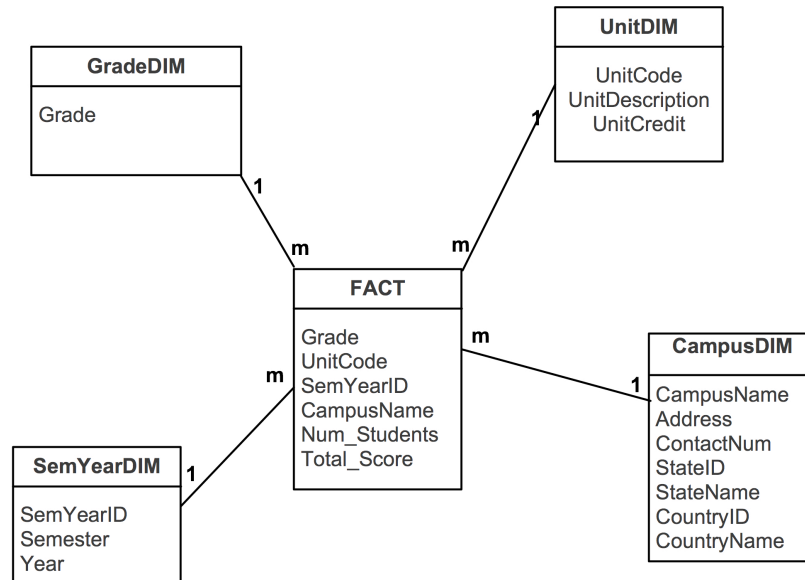 GradeDIM
Grade
1
m
UnitDIM
UnitCode
UnitDescription
UnitCredit
1
m
FACT
Grade
UnitCode
SemYearID
CampusName
Num_Students
Total_Score
m
1
CampusDIM
CampusName
Address
ContactNum
StateID
StateName
CountryID
CountryName
m
1
SemYearDIM
SemYearID
Semester
Year